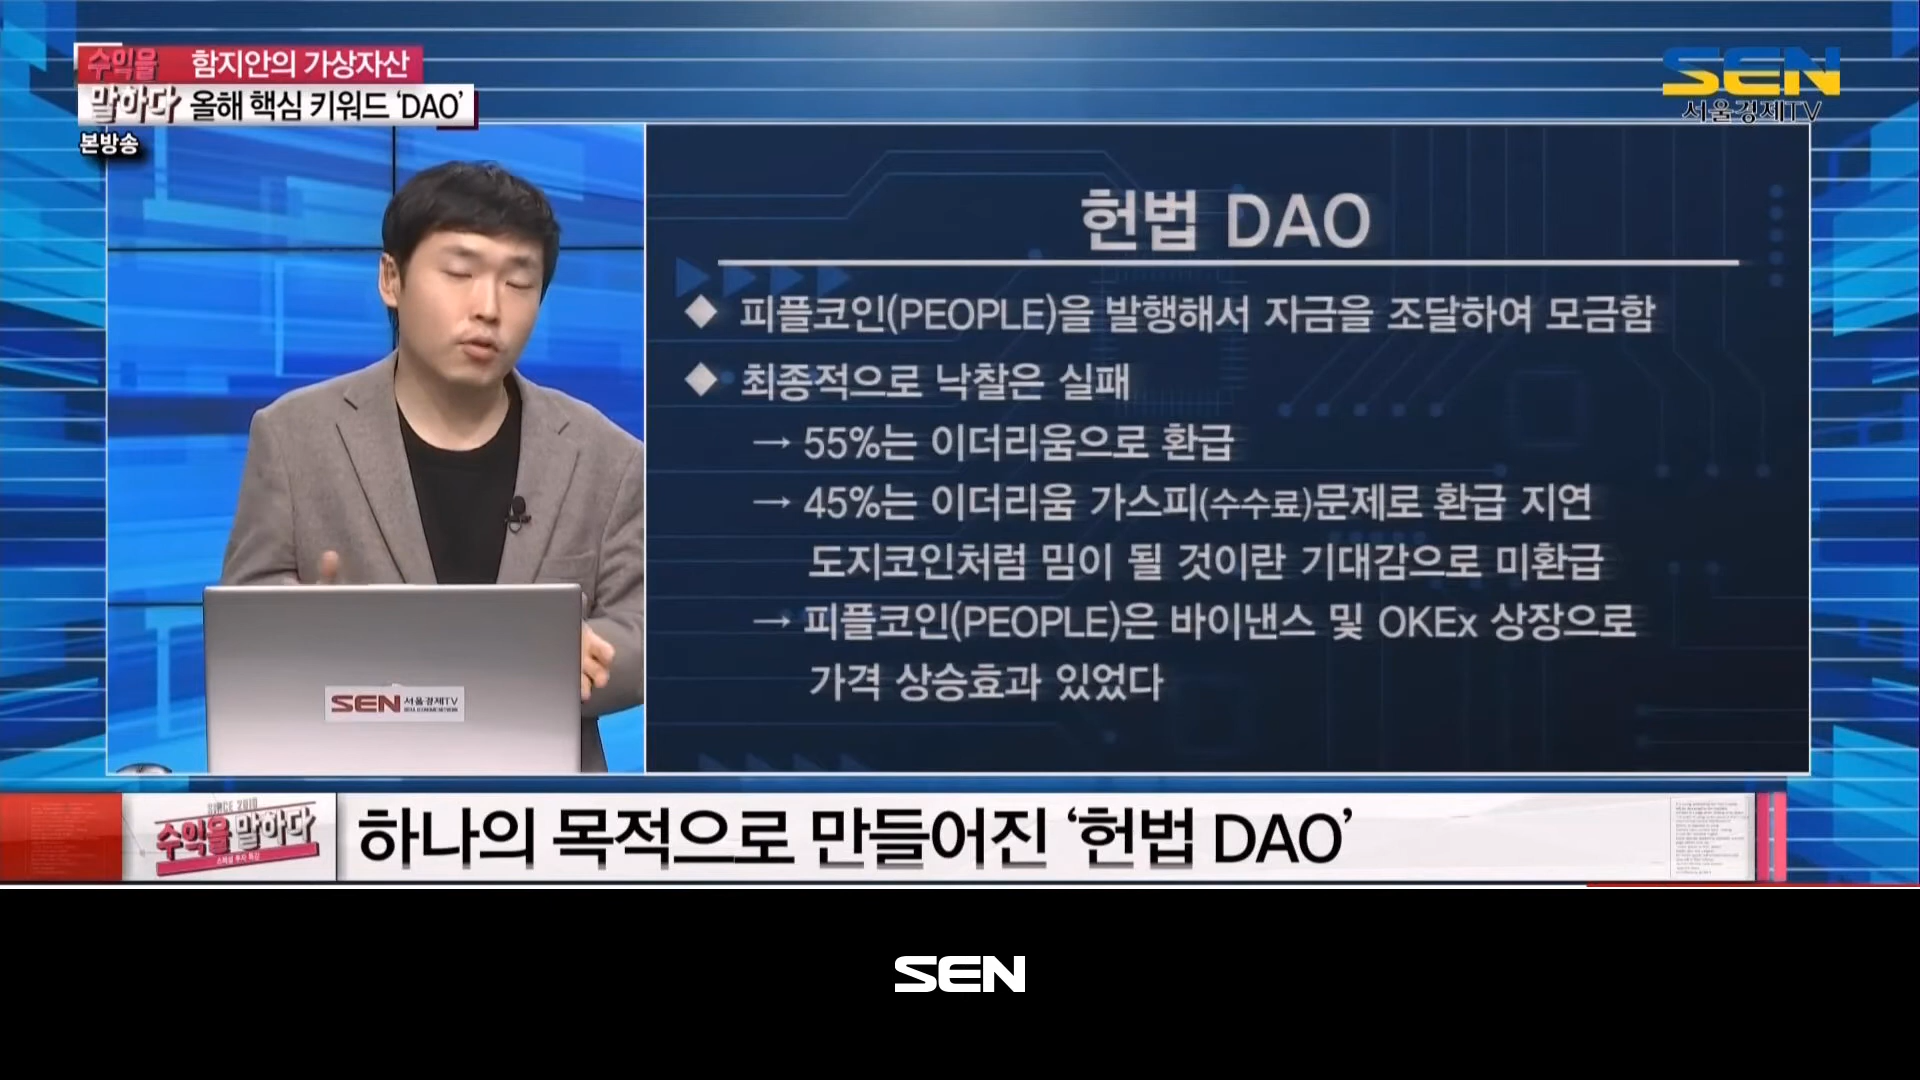 수익을 함지안의 가상자산
말하다 올해 핵심 키워드 ‘DAO’
본방송
SEN
서울경제TV
헌법 DAO
◆ 피플코인(PEOPLE)을 발행해서 자금을 조달하여 모금함
◆ 최종적으로 낙찰은 실패
→ 55%는 이더리움으로 환급
→ 45%는 이더리움 가스피(수수료)문제로 환급 지연
도지코인처럼 밈이 될 것이란 기대감으로 미환급
→ 피플코인(PEOPLE)은 바이낸스 및 OKEx 상장으로
가격 상승효과 있었다
SEN 서울경제TV
SINCE 2010
수익을 말하다
하나의 목적으로 만들어진 ‘헌법 DAO’
SEN